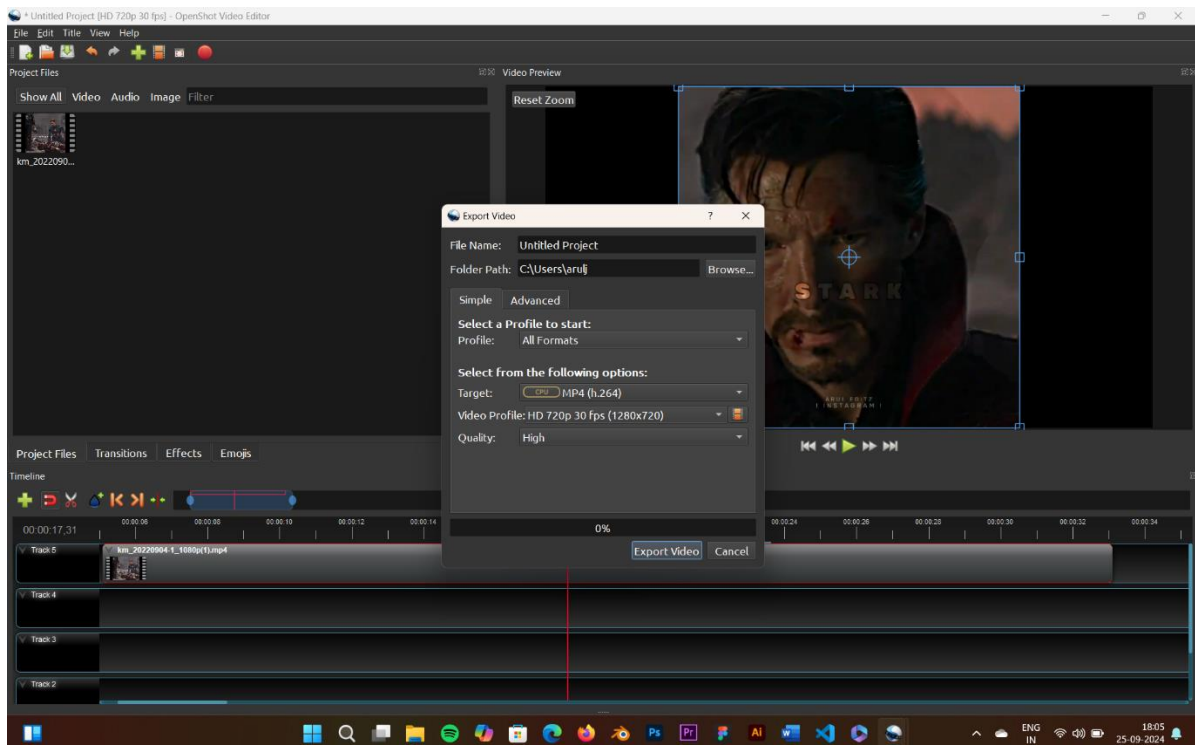 * Untitled Project [HD 720p 30 fps] - OpenShot Video Editor
File Edit Title View Help
Project Files
Video Preview
Show All Video Audio Image Filter
Reset Zoom
km_2022090...
STARK
ARUL EDITZ
| INSTAGRAM |
Export Video
?
File Name: Untitled Project
Folder Path: C:\Users\arulj Browse...
Simple Advanced
Select a Profile to start:
Profile: All Formats
Select from the following options:
Target: CPU MP4 (h.264)
Video Profile: HD 720p 30 fps (1280x720)
Quality: High
0%
Export Video Cancel
Project Files Transitions Effects Emojis
Timeline
00:00:17,31 00:00:06 00:00:08 00:00:10 00:00:12 00:00:14 00:00:24 00:00:26 00:00:28 00:00:30 00:00:32 00:00:34
Track 5 km_20220904-1_1080p(1).mp4
Track 4
Track 3
Track 2
Ps Pr Ai
ENG
IN
18:05
25-09-2024